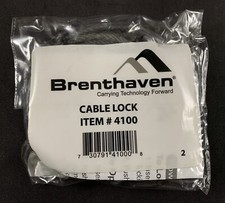 Brenthaven®
Carrying Technology Forward
CABLE LOCK
ITEM # 4100
7 30791 41000 8
2